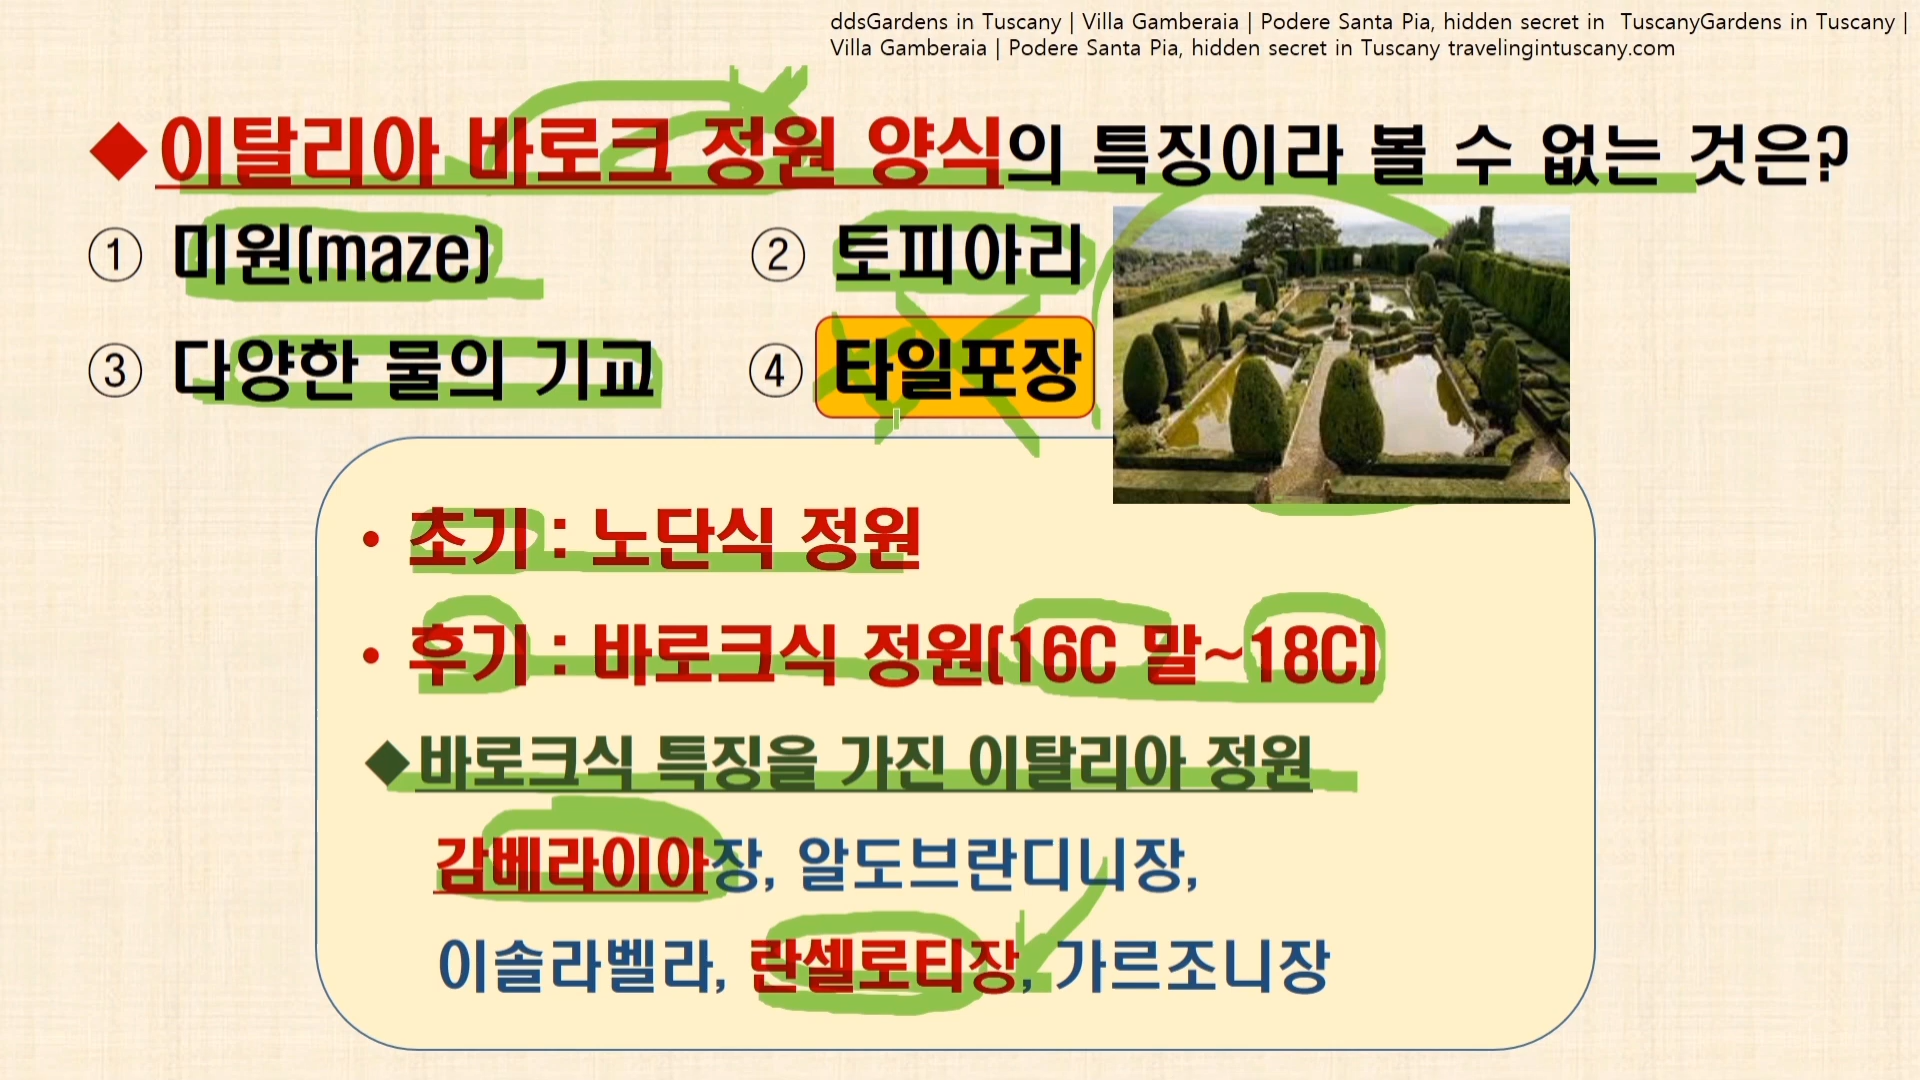 ddsGardens in Tuscany | Villa Gamberaia | Podere Santa Pia, hidden secret in TuscanyGardens in Tuscany |
Villa Gamberaia | Podere Santa Pia, hidden secret in Tuscany travelingintuscany.com
◆이탈리아 바로크 정원 양식의 특징이라 볼 수 없는 것은?
① 미원(maze) ② 토피아리
③ 다양한 물의 기교 ④ 타일포장
• 초기 : 노단식 정원
• 후기 : 바로크식 정원(16C 말~18C)
◆바로크식 특징을 가진 이탈리아 정원
감베라이아장, 알도브란디니장,
이솔라벨라, 란셀로티장, 가르조니장